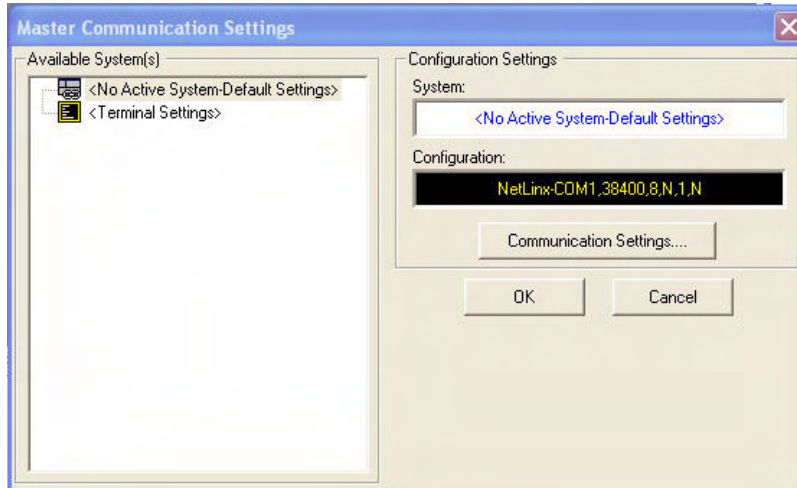 Master Communication Settings
Available System(s)
<No Active System-Default Settings>
<Terminal Settings>
Configuration Settings
System:
<No Active System-Default Settings>
Configuration:
NetLinx-COM1,38400,8,N,1,N
Communication Settings....
OK
Cancel